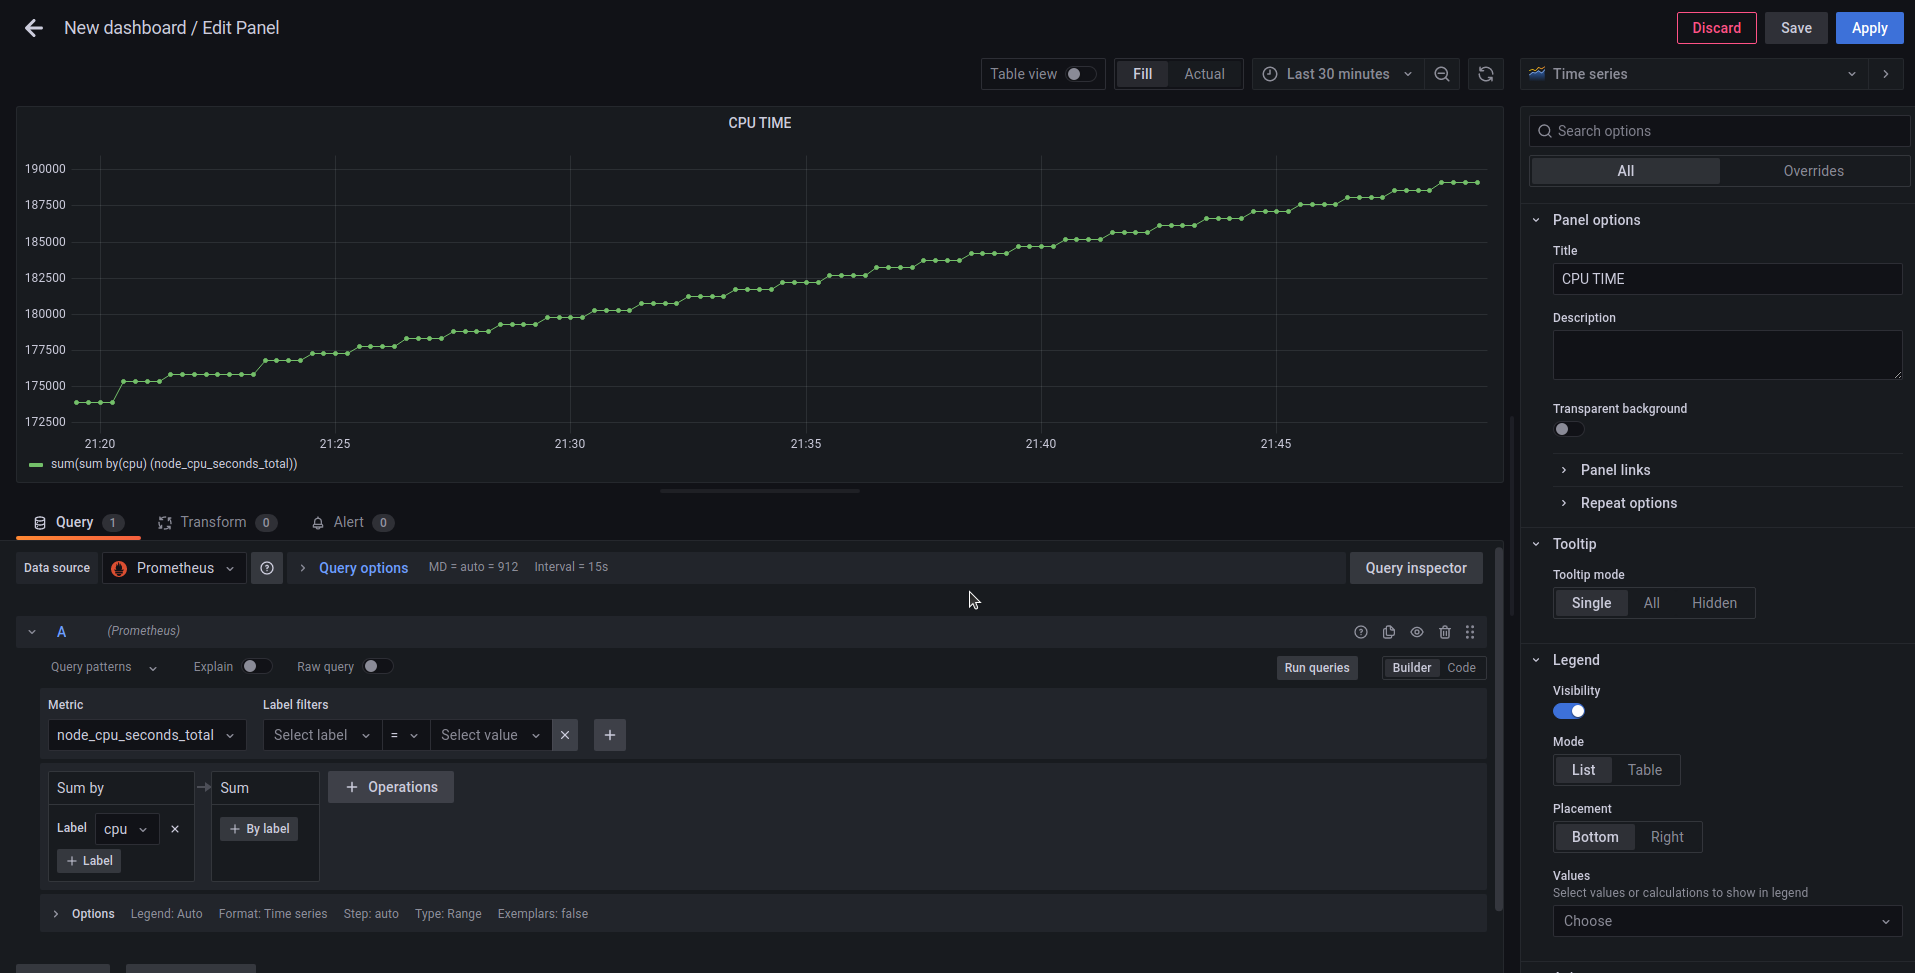 New dashboard / Edit Panel
Discard
Save
Apply
Table view
Fill
Actual
Last 30 minutes
Time series
CPU TIME
190000
187500
185000
182500
180000
177500
175000
172500
21:20
21:25
21:30
21:35
21:40
21:45
sum(sum by(cpu) (node_cpu_seconds_total))
Query 1
Transform 0
Alert 0
Data source
Prometheus
Query options
MD = auto = 912
Interval = 15s
Query inspector
A
(Prometheus)
Query patterns
Explain
Raw query
Run queries
Builder
Code
Metric
Label filters
node_cpu_seconds_total
Select label
=
Select value
Sum by
Sum
+ Operations
Label
cpu
+ By label
+ Label
Options
Legend: Auto
Format: Time series
Step: auto
Type: Range
Exemplars: false
Search options
All
Overrides
Panel options
Title
CPU TIME
Description
Transparent background
Panel links
Repeat options
Tooltip
Tooltip mode
Single
All
Hidden
Legend
Visibility
Mode
List
Table
Placement
Bottom
Right
Values
Select values or calculations to show in legend
Choose